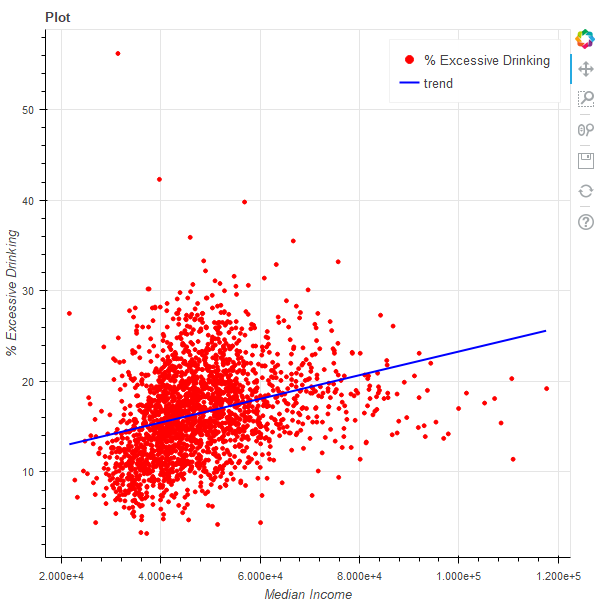 Plot
% Excessive Drinking
trend
50
40
30
20
10
% Excessive Drinking
2.000e+4 4.000e+4 6.000e+4 8.000e+4 1.000e+5 1.200e+5
Median Income